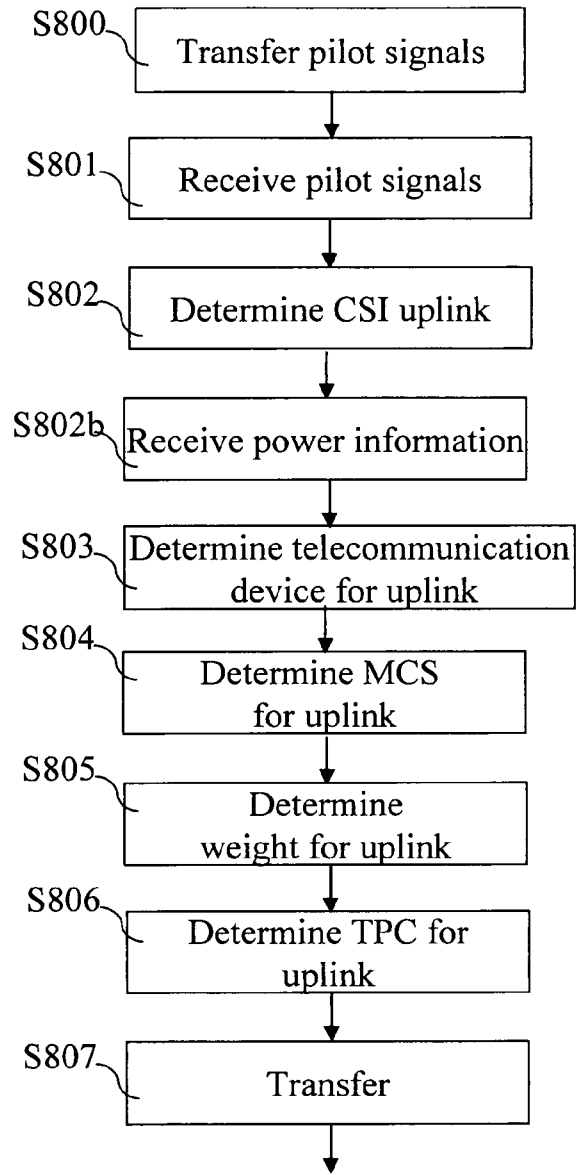 S800
Transfer pilot signals
S801
Receive pilot signals
S802
Determine CSI uplink
S802b
Receive power information
S803
Determine telecommunication
device for uplink
S804
Determine MCS
for uplink
S805
Determine
weight for uplink
S806
Determine TPC for
uplink
S807
Transfer